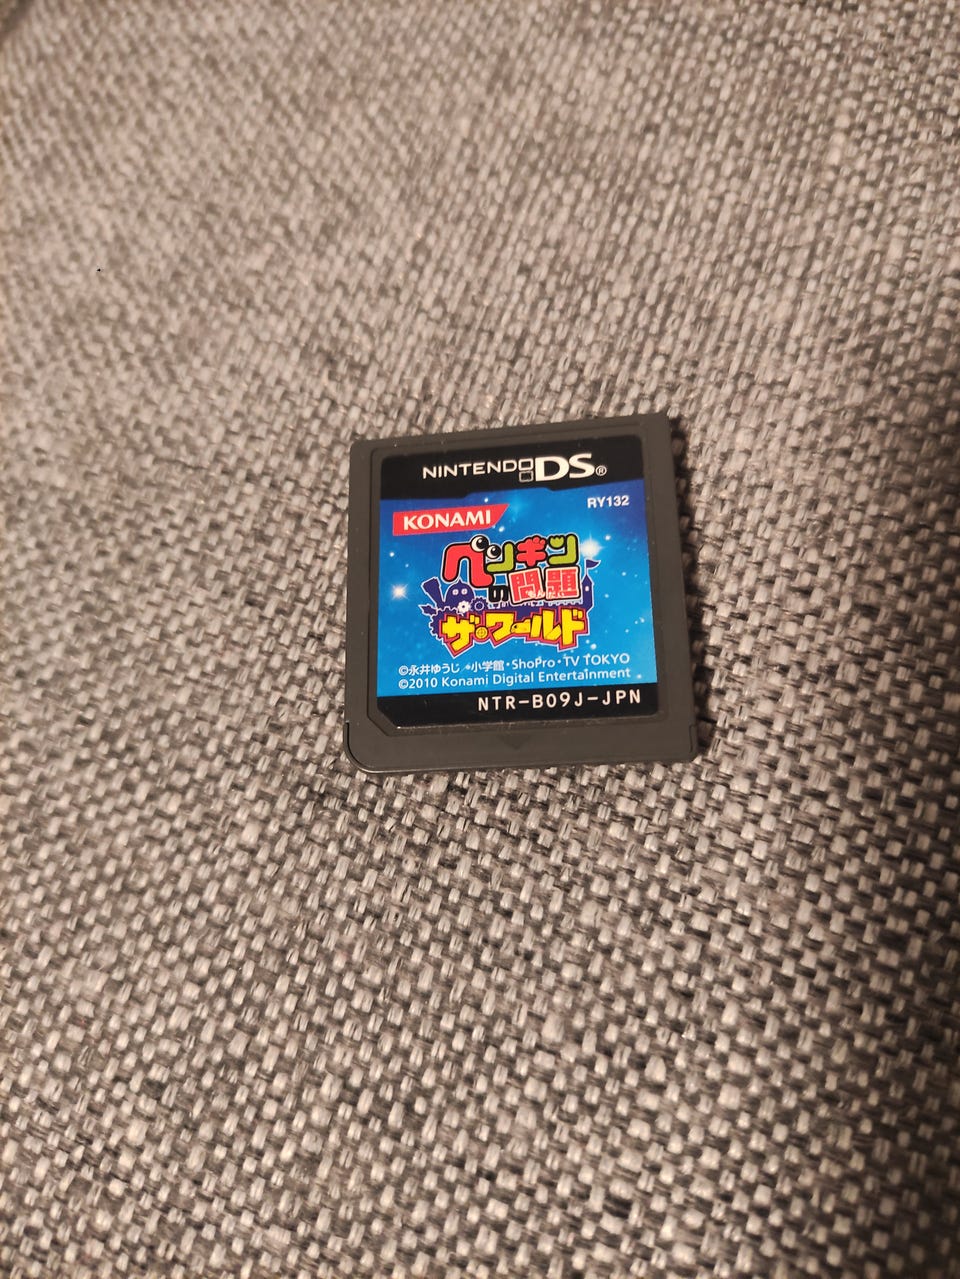 NINTENDO DS®
RY132
KONAMI
ペンギン
の問題
ザ・ワールド
©永井ゆうじ・小学館・ShoPro・TV TOKYO
©2010 Konami Digital Entertainment
NTR-B09J-JPN